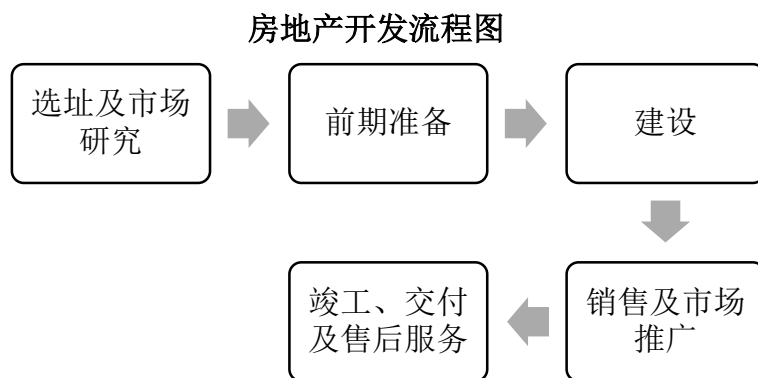 房地产开发流程图
选址及市场
研究
前期准备
建设
销售及市场
推广
竣工、交付
及售后服务